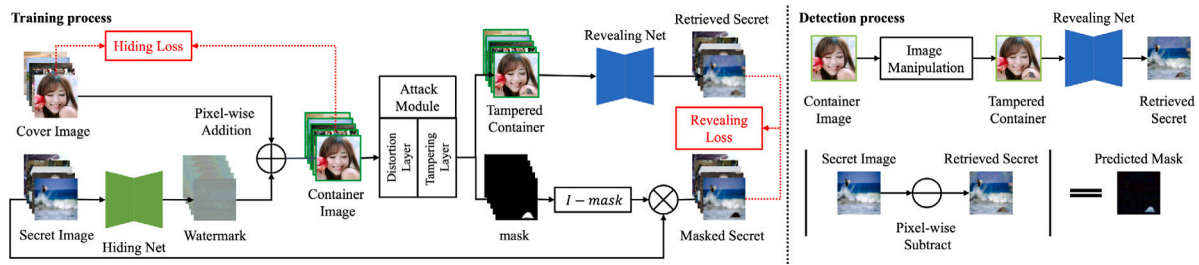 Training process
Hiding Loss
Cover Image
Pixel-wise
Addition
Secret Image
Hiding Net
Watermark
Container
Image
Attack
Module
Distortion
Layer
Tampering
Layer
Tampered
Container
Revealing Net
Retrieved Secret
Revealing
Loss
mask
I − mask
Masked Secret
Detection process
Container
Image
Image
Manipulation
Tampered
Container
Revealing Net
Retrieved
Secret
Secret Image
Pixel-wise
Subtract
Retrieved Secret
Predicted Mask